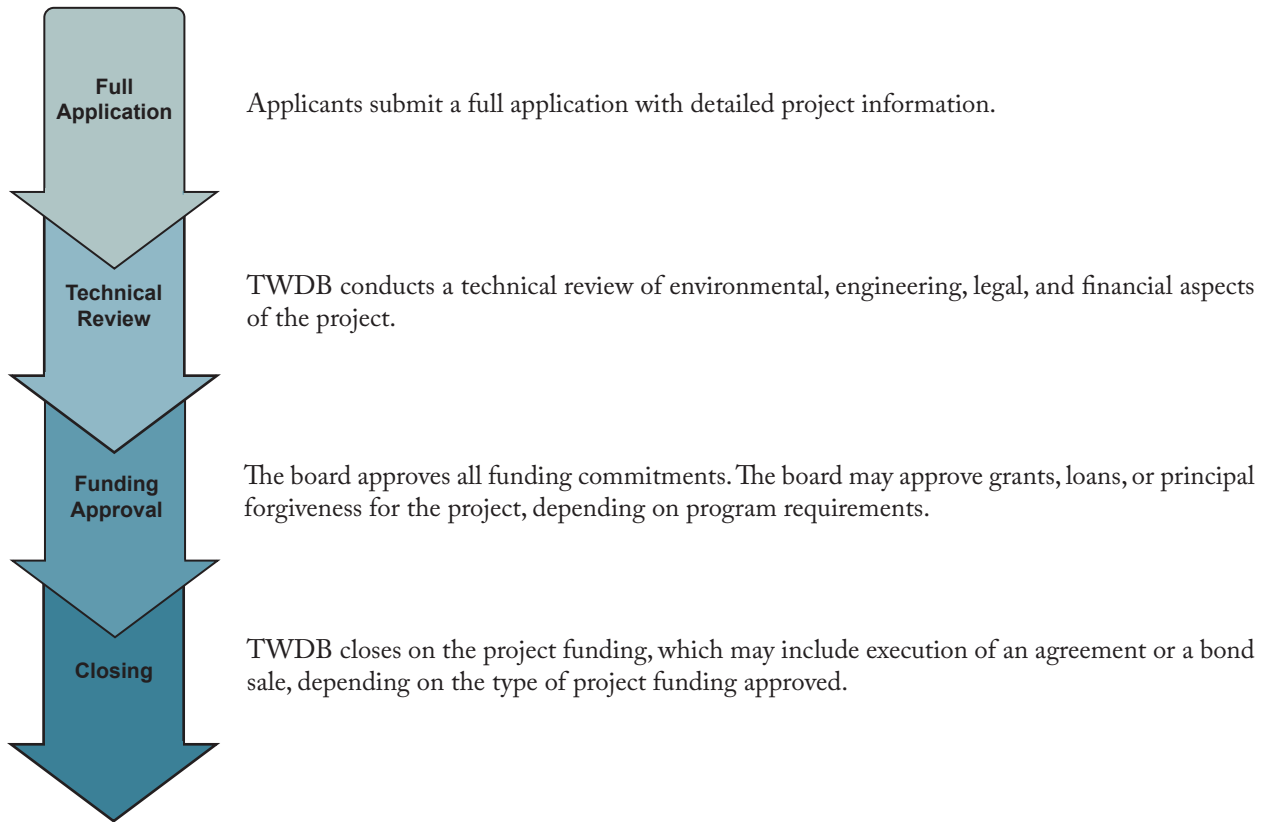 Full
Application
Applicants submit a full application with detailed project information.
Technical
Review
TWDB conducts a technical review of environmental, engineering, legal, and financial aspects
of the project.
Funding
Approval
The board approves all funding commitments. The board may approve grants, loans, or principal
forgiveness for the project, depending on program requirements.
Closing
TWDB closes on the project funding, which may include execution of an agreement or a bond
sale, depending on the type of project funding approved.